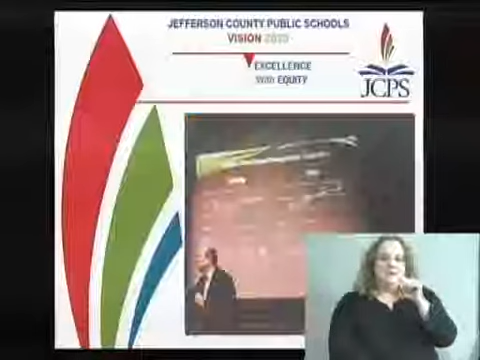 JEFFERSON COUNTY PUBLIC SCHOOLS
VISION 2020
EXCELLENCE
With EQUITY
JCPS